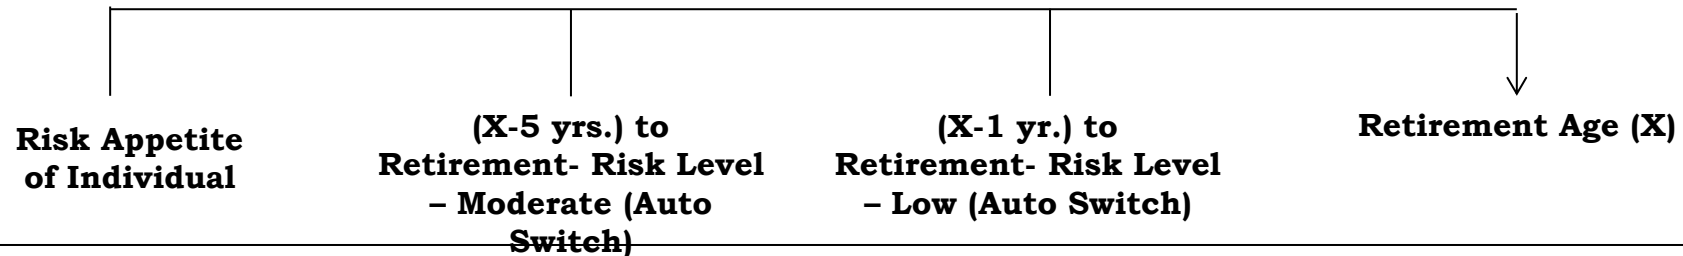 Risk Appetite
of Individual
(X-5 yrs.) to
Retirement- Risk Level
– Moderate (Auto
Switch)
(X-1 yr.) to
Retirement- Risk Level
– Low (Auto Switch)
Retirement Age (X)